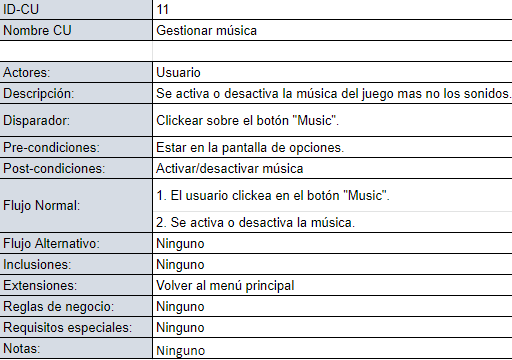 ID-CU 11
Nombre CU Gestionar música
Actores: Usuario
Descripción: Se activa o desactiva la música del juego mas no los sonidos.
Disparador: Clickear sobre el botón "Music".
Pre-condiciones: Estar en la pantalla de opciones.
Post-condiciones: Activar/desactivar música
Flujo Normal: 1. El usuario clickea en el botón "Music".
2. Se activa o desactiva la música.
Flujo Alternativo: Ninguno
Inclusiones: Ninguno
Extensiones: Volver al menú principal
Reglas de negocio: Ninguno
Requisitos especiales: Ninguno
Notas: Ninguno